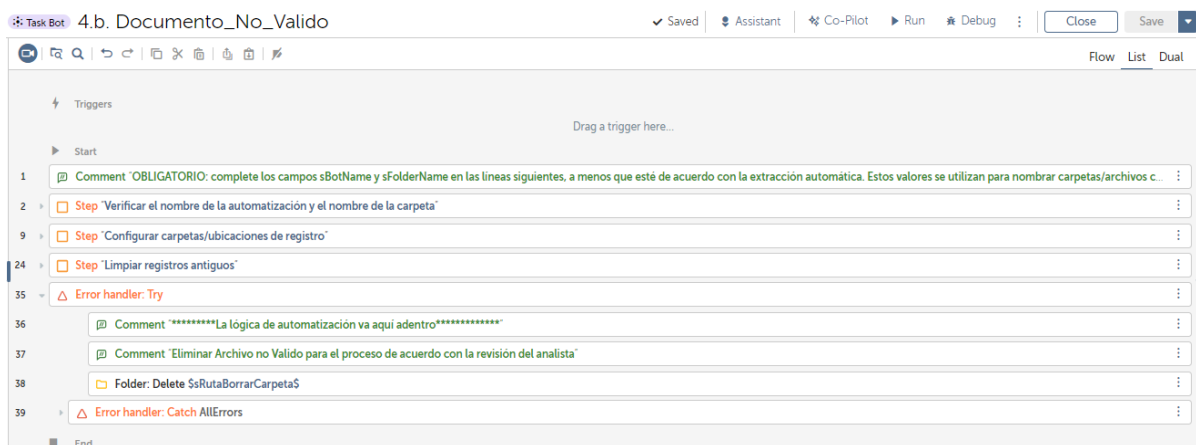 Task Bot 4.b. Documento_No_Valido Saved Assistant Co-Pilot Run Debug Close Save
Flow List Dual
Triggers
Drag a trigger here...
Start
1 Comment "OBLIGATORIO: complete los campos sBotName y sFolderName en las líneas siguientes, a menos que esté de acuerdo con la extracción automática. Estos valores se utilizan para nombrar carpetas/archivos c...
2 Step "Verificar el nombre de la automatización y el nombre de la carpeta"
9 Step "Configurar carpetas/ubicaciones de registro"
24 Step "Limpiar registros antiguos"
35 Error handler: Try
36 Comment "*********La lógica de automatización va aquí adentro*************"
37 Comment "Eliminar Archivo no Valido para el proceso de acuerdo con la revisión del analista"
38 Folder: Delete $sRutaBorrarCarpeta$
39 Error handler: Catch AllErrors
End